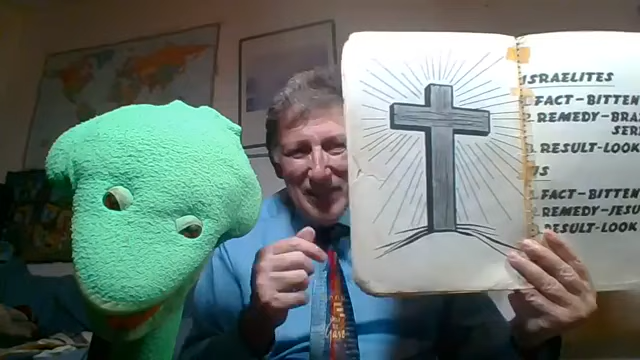 ISRAELITES
FACT-BITTEN
REMEDY-BRA
SER
RESULT-LOOK
US
FACT-BITTEN
REMEDY-JESU
RESULT-LOOK